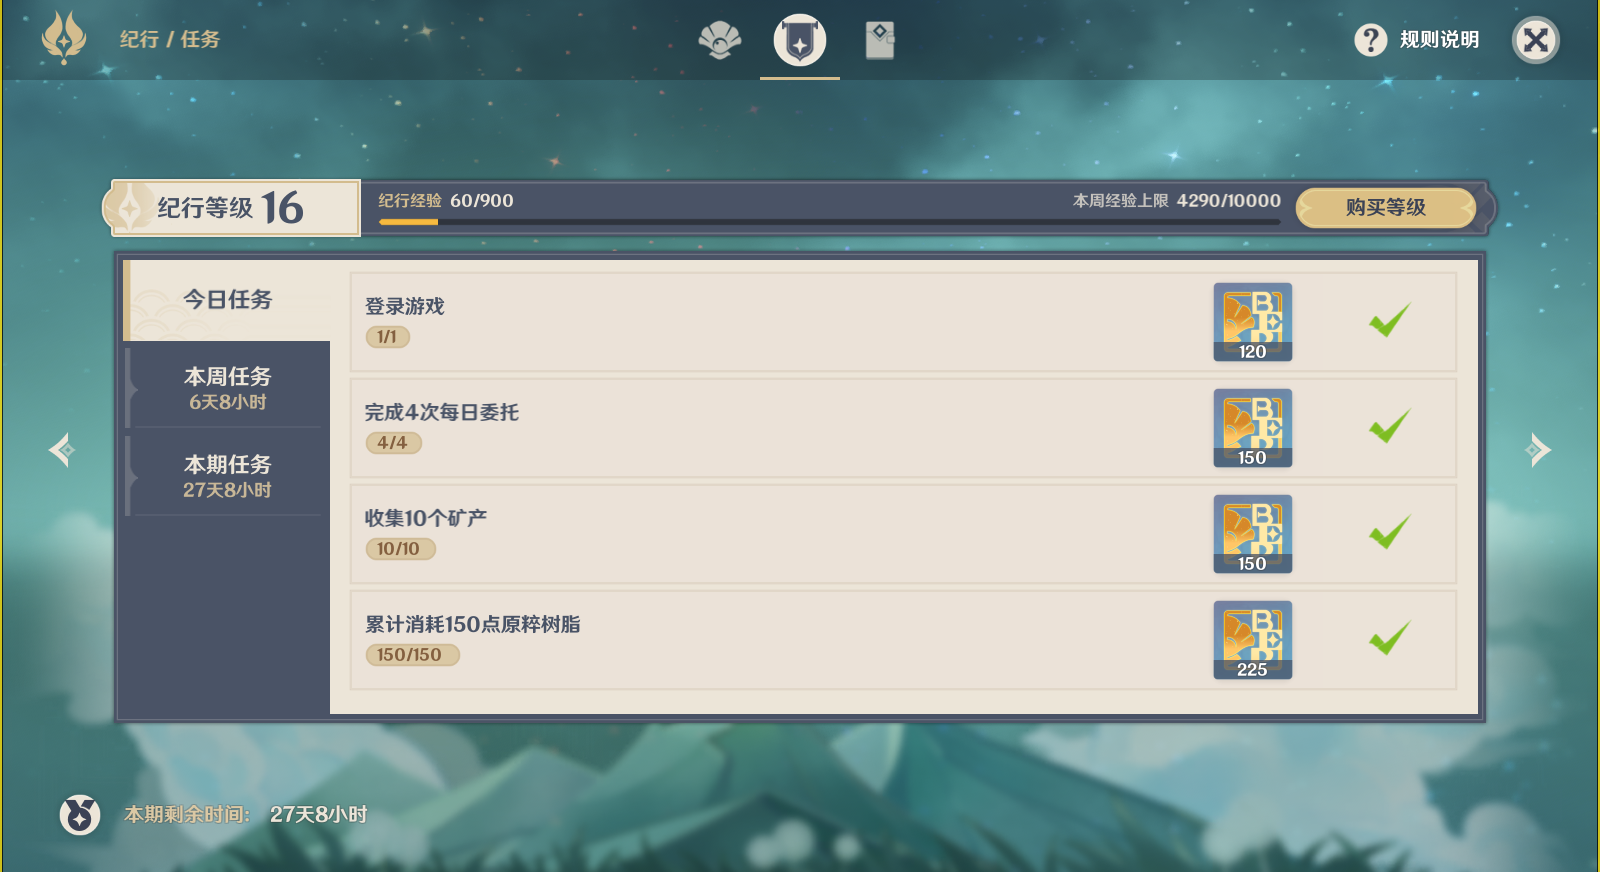 纪行 / 任务
规则说明
纪行等级 16
纪行经验 60/900
本周经验上限 4290/10000
购买等级
今日任务
本周任务
6天8小时
本期任务
27天8小时
登录游戏
1/1
120
完成4次每日委托
4/4
150
收集10个矿产
10/10
150
累计消耗150点原粹树脂
150/150
225
本期剩余时间: 27天8小时